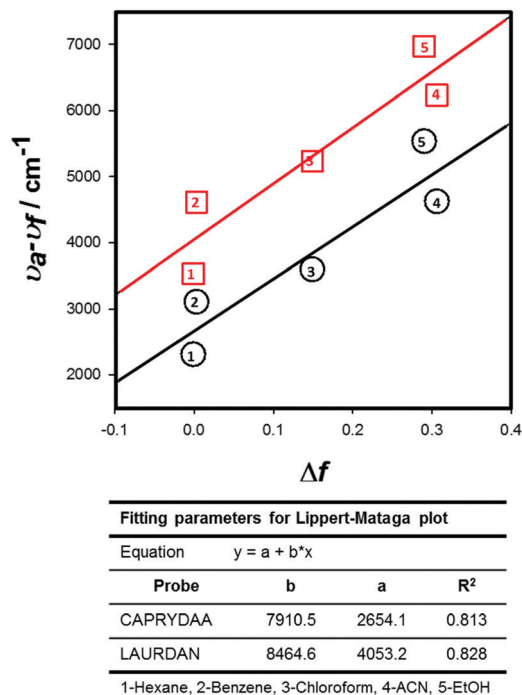 7000
6000
5000
4000
3000
2000
υa-υf / cm-1
5
4
2
3
1
5
4
3
2
1
-0.1 0.0 0.1 0.2 0.3 0.4
Δf
Fitting parameters for Lippert-Mataga plot
Equation y = a + b*x
Probe b a R²
CAPRYDAA 7910.5 2654.1 0.813
LAURDAN 8464.6 4053.2 0.828
1-Hexane, 2-Benzene, 3-Chloroform, 4-ACN, 5-EtOH